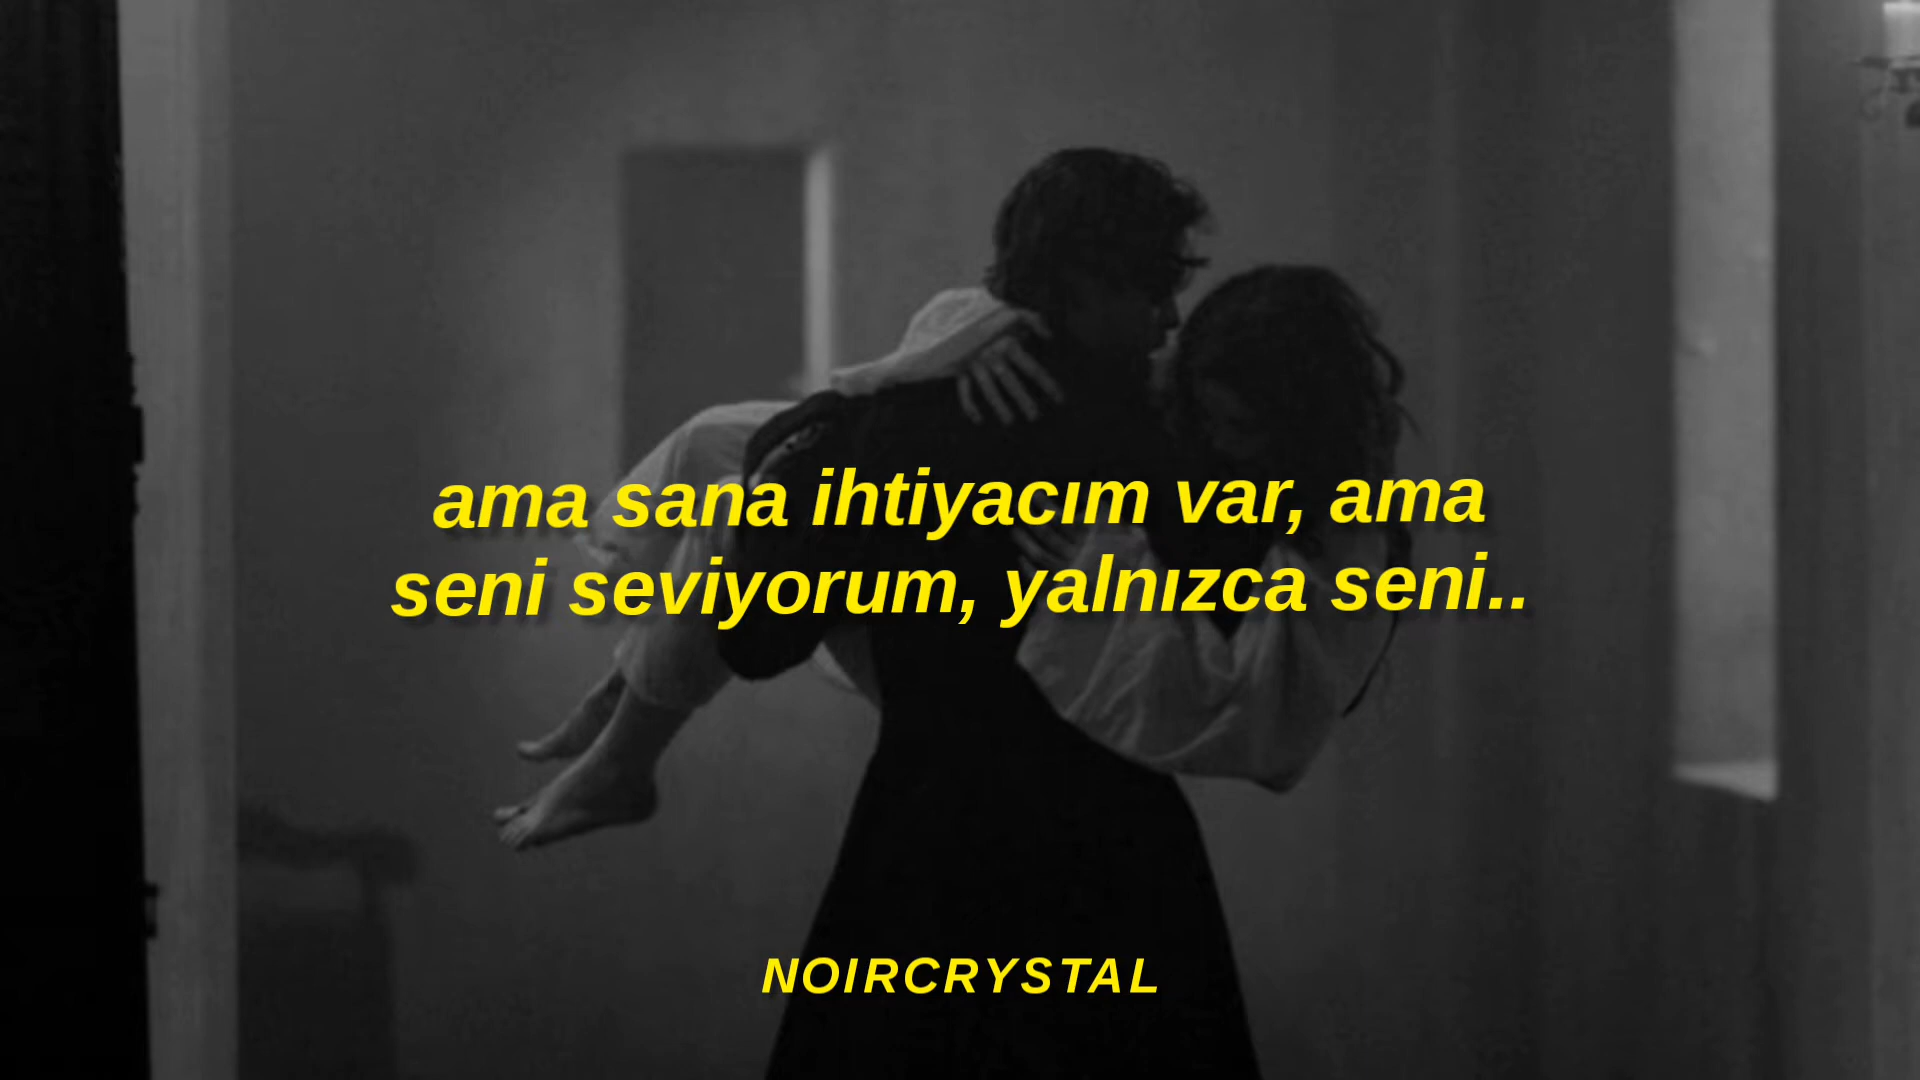 ama sana ihtiyacım var, ama
seni seviyorum, yalnızca seni..
NOIRCRYSTAL